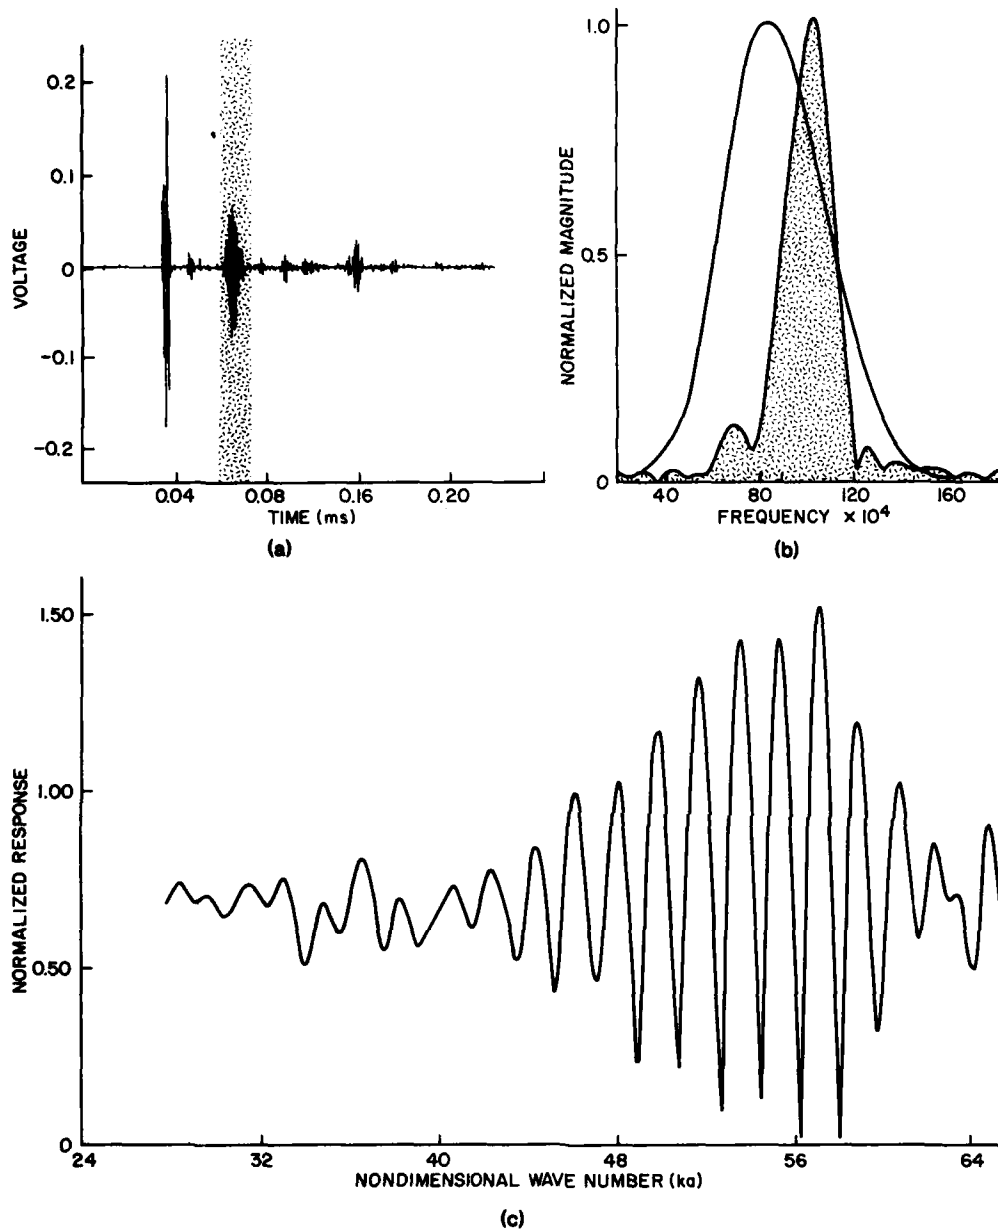 0.2
0.1
0
−0.1
−0.2
VOLTAGE
0.04 0.08 0.16 0.20
TIME (ms)
(a)
1.0
0.5
0
NORMALIZED MAGNITUDE
40 80 120 160
FREQUENCY × 10⁴
(b)
1.50
1.00
0.50
0
NORMALIZED RESPONSE
24 32 40 48 56 64
NONDIMENSIONAL WAVE NUMBER (ka)
(c)